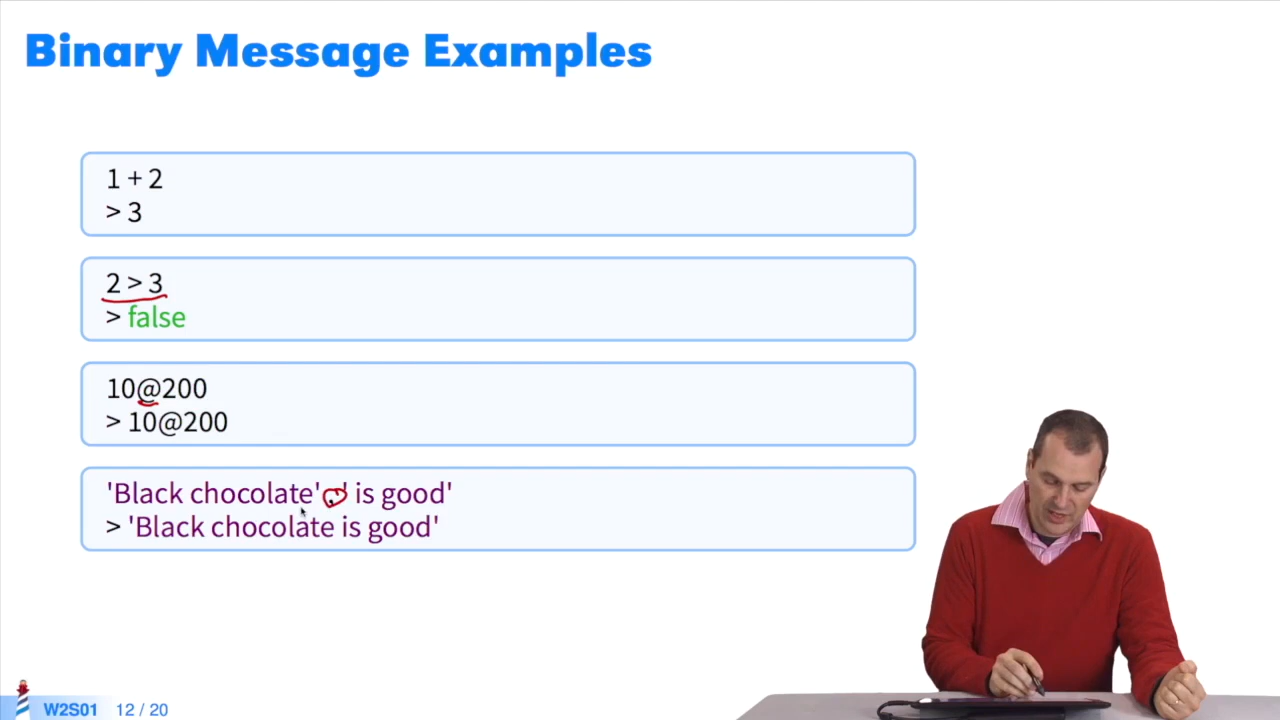 Binary Message Examples
1 + 2
> 3
2 > 3
> false
10@200
> 10@200
'Black chocolate' , ' is good'
> 'Black chocolate is good'
W2S01 12 / 20